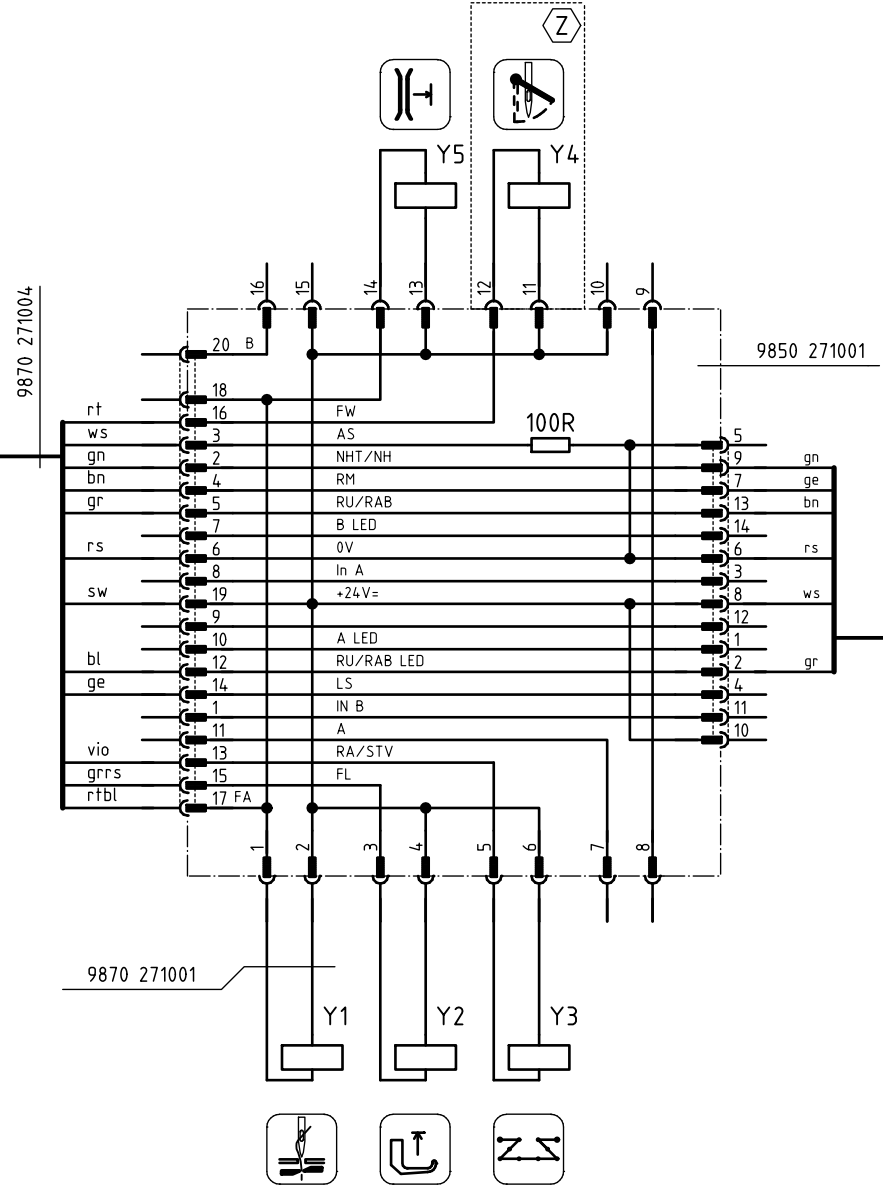 Z
Y5
Y4
16
15
14
13
12
11
10
9
9870 271004
20 B
9850 271001
18
rt 16 FW
100R
ws 3 AS 5
gn 2 NHT/NH 9 gn
bn 4 RM 7 ge
gr 5 RU/RAB 13 bn
7 B LED 14
rs 6 0V 6 rs
8 In A 3
sw 19 +24V= 8 ws
9 12
10 A LED 1
bl 12 RU/RAB LED 2 gr
ge 14 LS 4
1 IN B 11
11 A 10
vio 13 RA/STV
grrs 15 FL
rtbl 17 FA
1
2
3
4
5
6
7
8
9870 271001
Y1
Y2
Y3